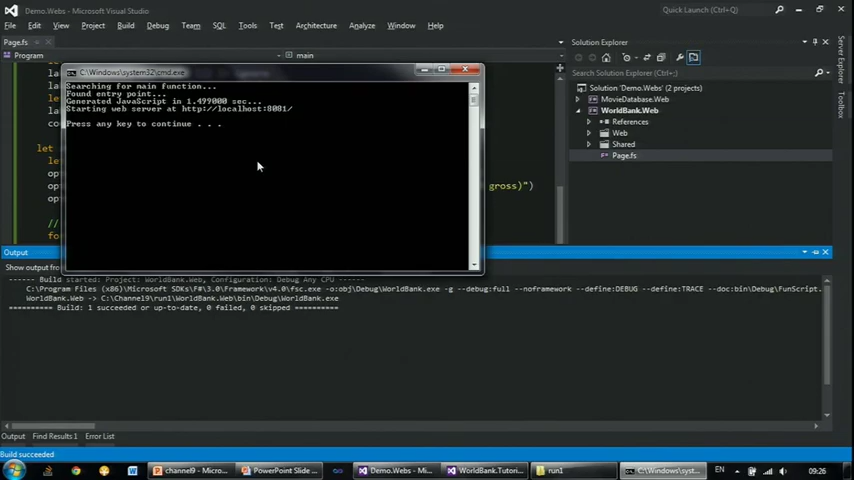 Demo.Webs - Microsoft Visual Studio
Quick Launch (Ctrl+Q)
File Edit View Project Build Debug Team SQL Tools Test Architecture Analyze Window Help
Page.fs
Program
main
Solution Explorer
Search Solution Explorer (Ctrl+;)
Solution 'Demo.Webs' (2 projects)
MovieDatabase.Web
WorldBank.Web
References
Web
Shared
Page.fs
Server Explorer
Toolbox
C:\Windows\system32\cmd.exe
Searching for main function...
Found entry point...
Generated JavaScript in 1.499000 sec...
Starting web server at http://localhost:8081/
Press any key to continue . . .
let
gross)")
//
Output
Show output from
------ Build started: Project: WorldBank.Web, Configuration: Debug Any CPU ------
C:\Program Files (x86)\Microsoft SDKs\F#\3.0\Framework\v4.0\fsc.exe -o:obj\Debug\WorldBank.exe -g --debug:full --noframework --define:DEBUG --define:TRACE --doc:bin\Debug\FunScript.
WorldBank.Web -> C:\Channel9\run1\WorldBank.Web\bin\Debug\WorldBank.exe
========== Build: 1 succeeded or up-to-date, 0 failed, 0 skipped ==========
Output Find Results 1 Error List
Build succeeded
channel9 - Micro... PowerPoint Slide ... Demo.Webs - Mi... WorldBank.Tutori... run1 C:\Windows\syst... EN 09:26